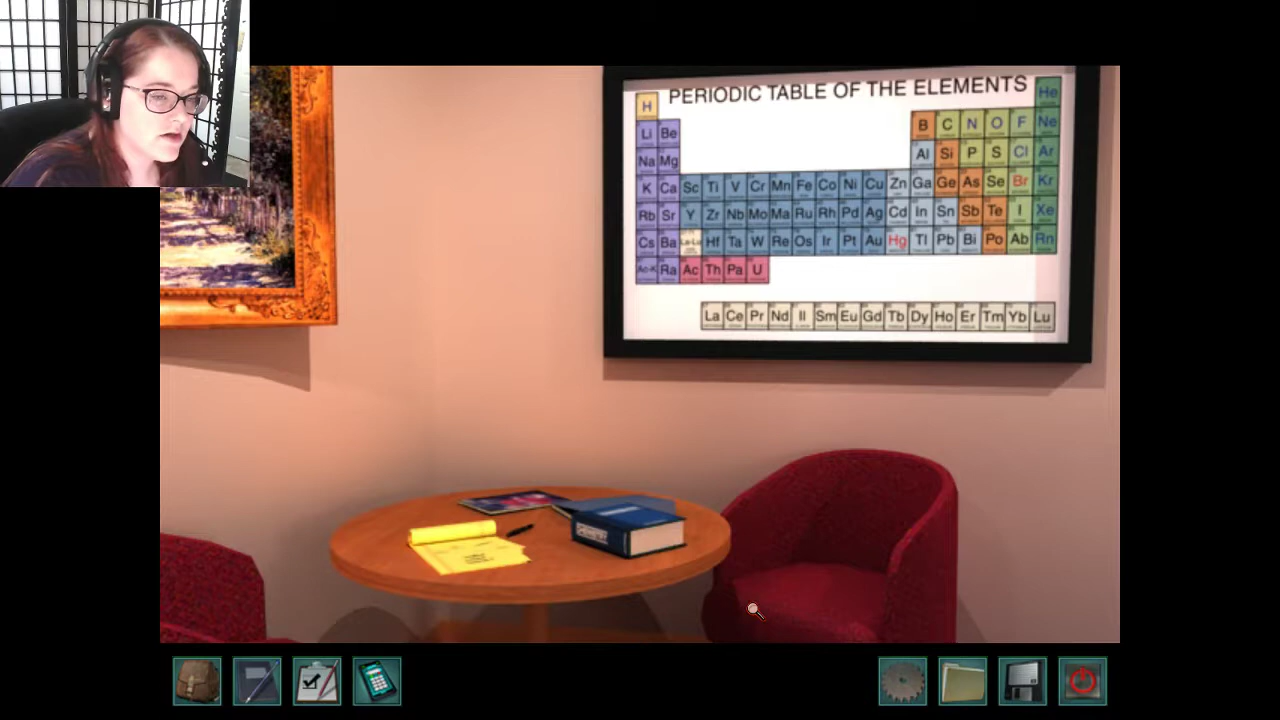 PERIODIC TABLE OF THE ELEMENTS
H He
Li Be B C N O F Ne
Na Mg Al Si P S Cl Ar
K Ca Sc Ti V Cr Mn Fe Co Ni Cu Zn Ga Ge As Se Br Kr
Rb Sr Y Zr Nb Mo Ma Ru Rh Pd Ag Cd In Sn Sb Te I Xe
Cs Ba La-Lu Hf Ta W Re Os Ir Pt Au Hg Tl Pb Bi Po Ab Rn
Ac-K Ra Ac Th Pa U
La Ce Pr Nd Il Sm Eu Gd Tb Dy Ho Er Tm Yb Lu